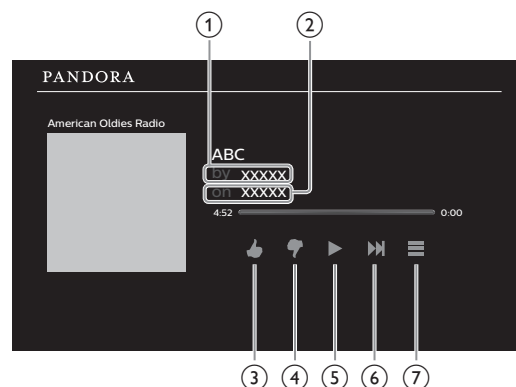 1 2
PANDORA
American Oldies Radio
ABC
by xxxxx
on xxxxx
4:52 0:00
3 4 5 6 7